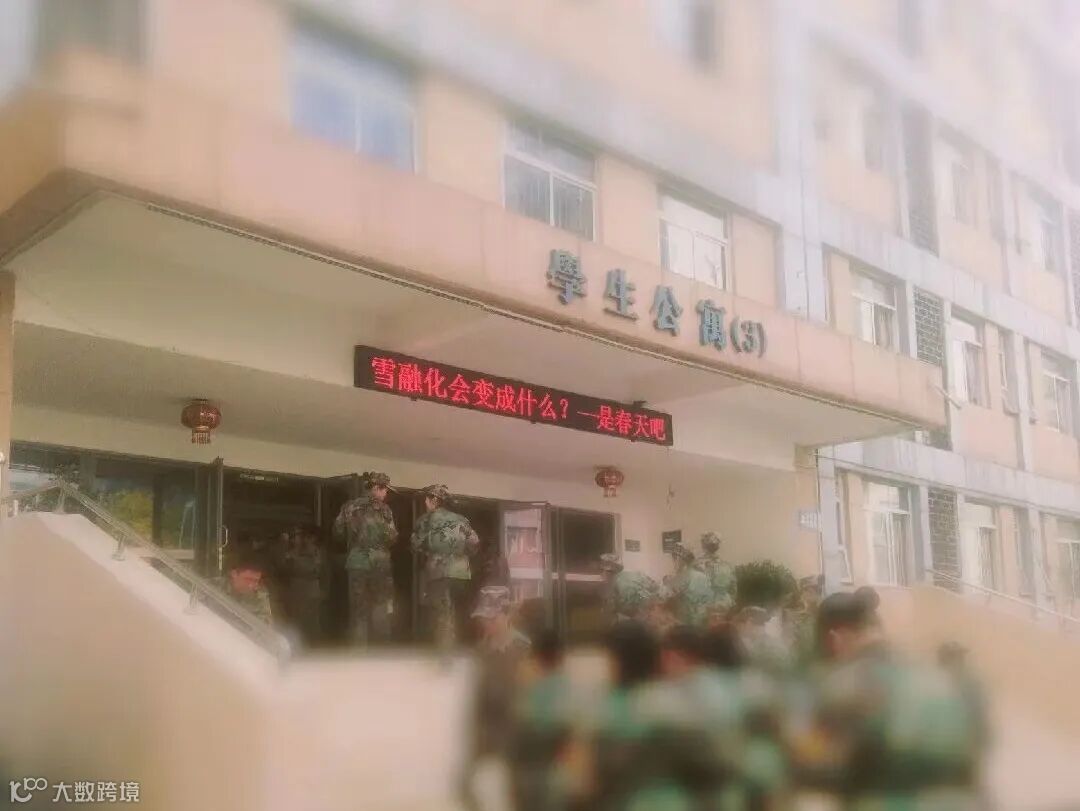 學生公寓(3)
雪融化会变成什么?—是春天吧
大数跨境